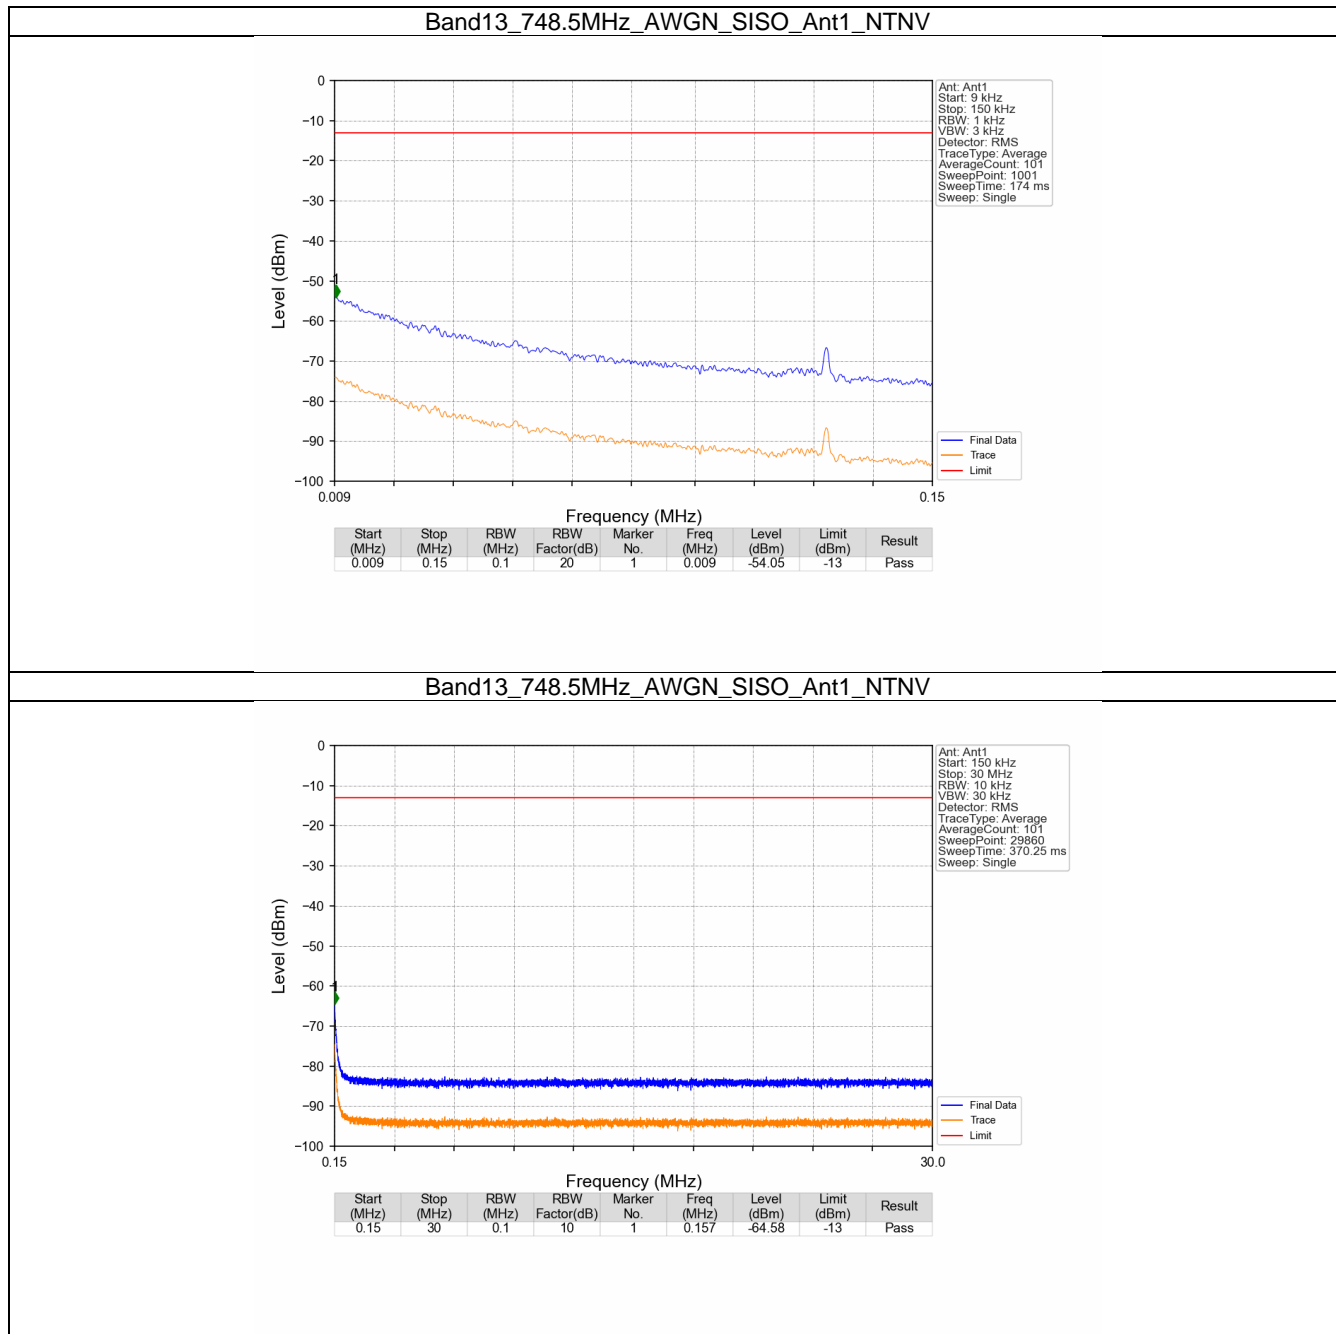 Band13_748.5MHz_AWGN_SISO_Ant1_NTNV
0
−10
−20
−30
−40
−50
−60
−70
−80
−90
−100
Level (dBm)
1
0.009
0.15
Frequency (MHz)
Ant: Ant1
Start: 9 kHz
Stop: 150 kHz
RBW: 1 kHz
VBW: 3 kHz
Detector: RMS
TraceType: Average
AverageCount: 101
SweepPoint: 1001
SweepTime: 174 ms
Sweep: Single
Final Data
Trace
Limit
Start (MHz) Stop (MHz) RBW (MHz) RBW Factor(dB) Marker No. Freq (MHz) Level (dBm) Limit (dBm) Result
0.009 0.15 0.1 20 1 0.009 -54.05 -13 Pass
Band13_748.5MHz_AWGN_SISO_Ant1_NTNV
0
−10
−20
−30
−40
−50
−60
−70
−80
−90
−100
Level (dBm)
1
0.15
30.0
Frequency (MHz)
Ant: Ant1
Start: 150 kHz
Stop: 30 MHz
RBW: 10 kHz
VBW: 30 kHz
Detector: RMS
TraceType: Average
AverageCount: 101
SweepPoint: 29860
SweepTime: 370.25 ms
Sweep: Single
Final Data
Trace
Limit
Start (MHz) Stop (MHz) RBW (MHz) RBW Factor(dB) Marker No. Freq (MHz) Level (dBm) Limit (dBm) Result
0.15 30 0.1 10 1 0.157 -64.58 -13 Pass